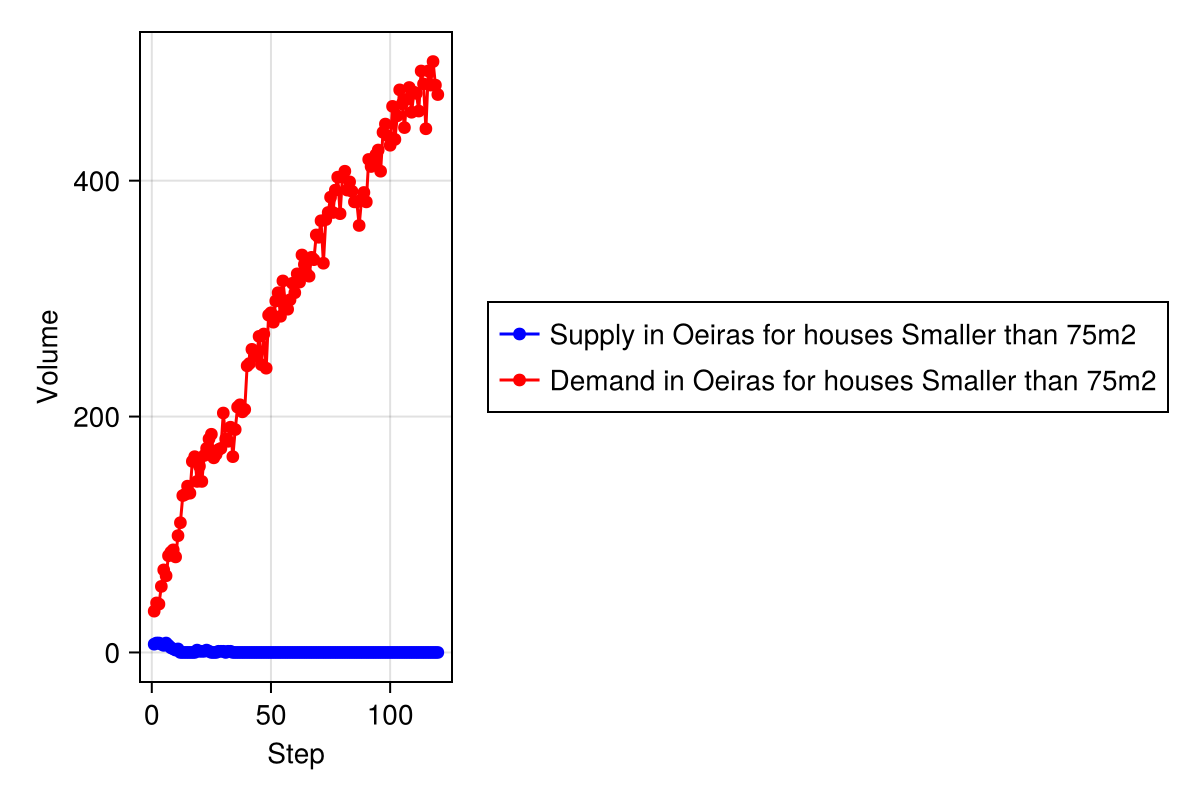 Volume
400
200
0
0 50 100
Step
Supply in Oeiras for houses Smaller than 75m2
Demand in Oeiras for houses Smaller than 75m2